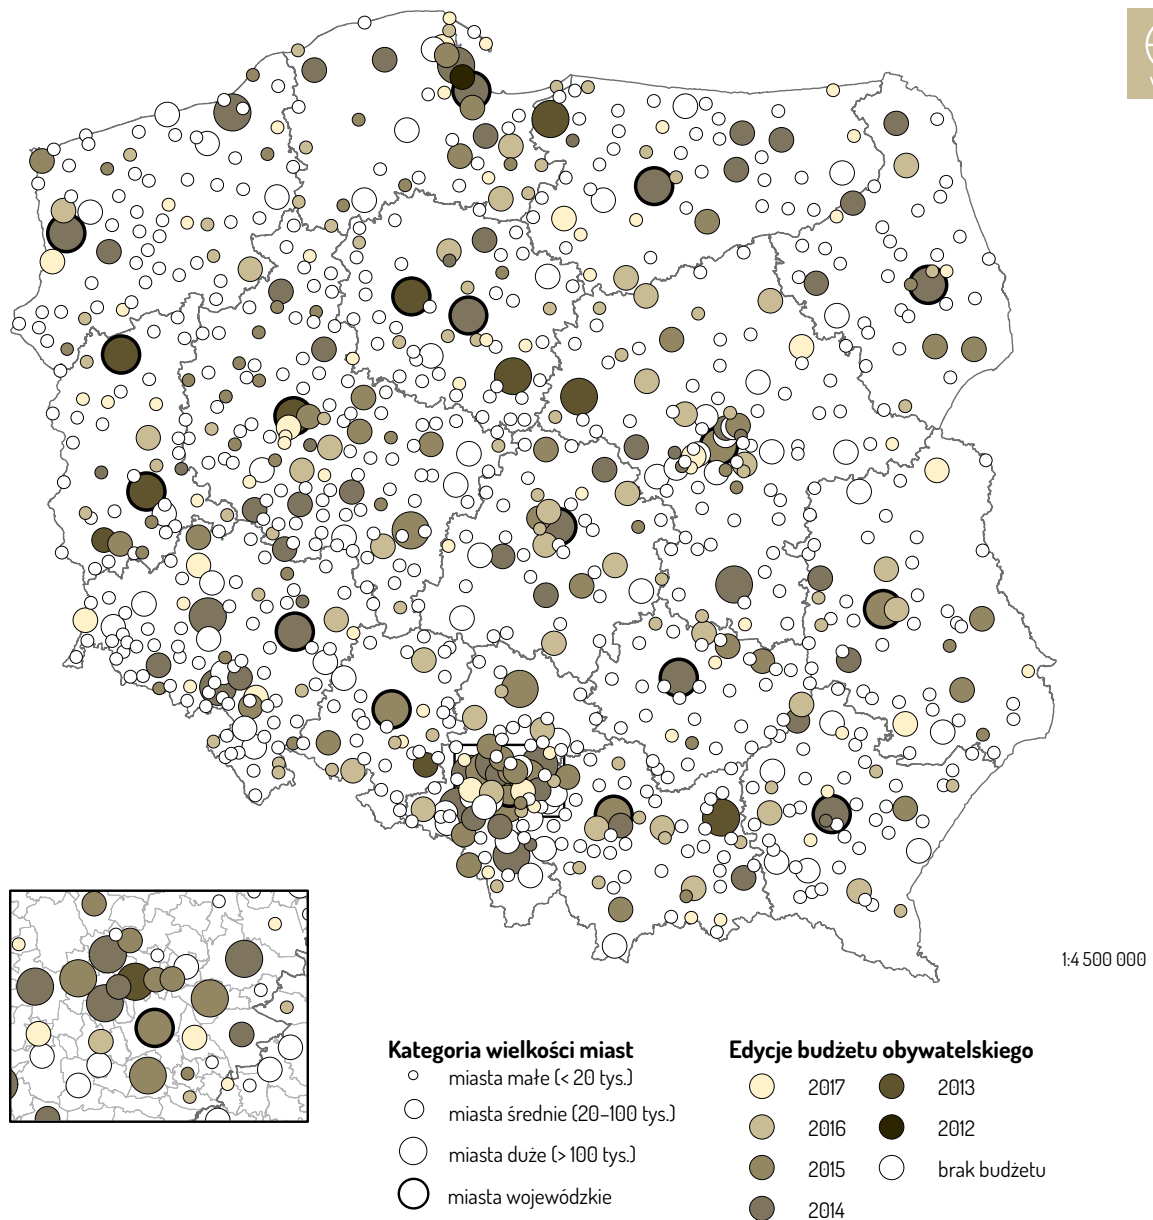 1:4 500 000
Kategoria wielkości miast
miasta małe (< 20 tys.)
miasta średnie (20–100 tys.)
miasta duże (> 100 tys.)
miasta wojewódzkie
Edycje budżetu obywatelskiego
2017
2016
2015
2014
2013
2012
brak budżetu